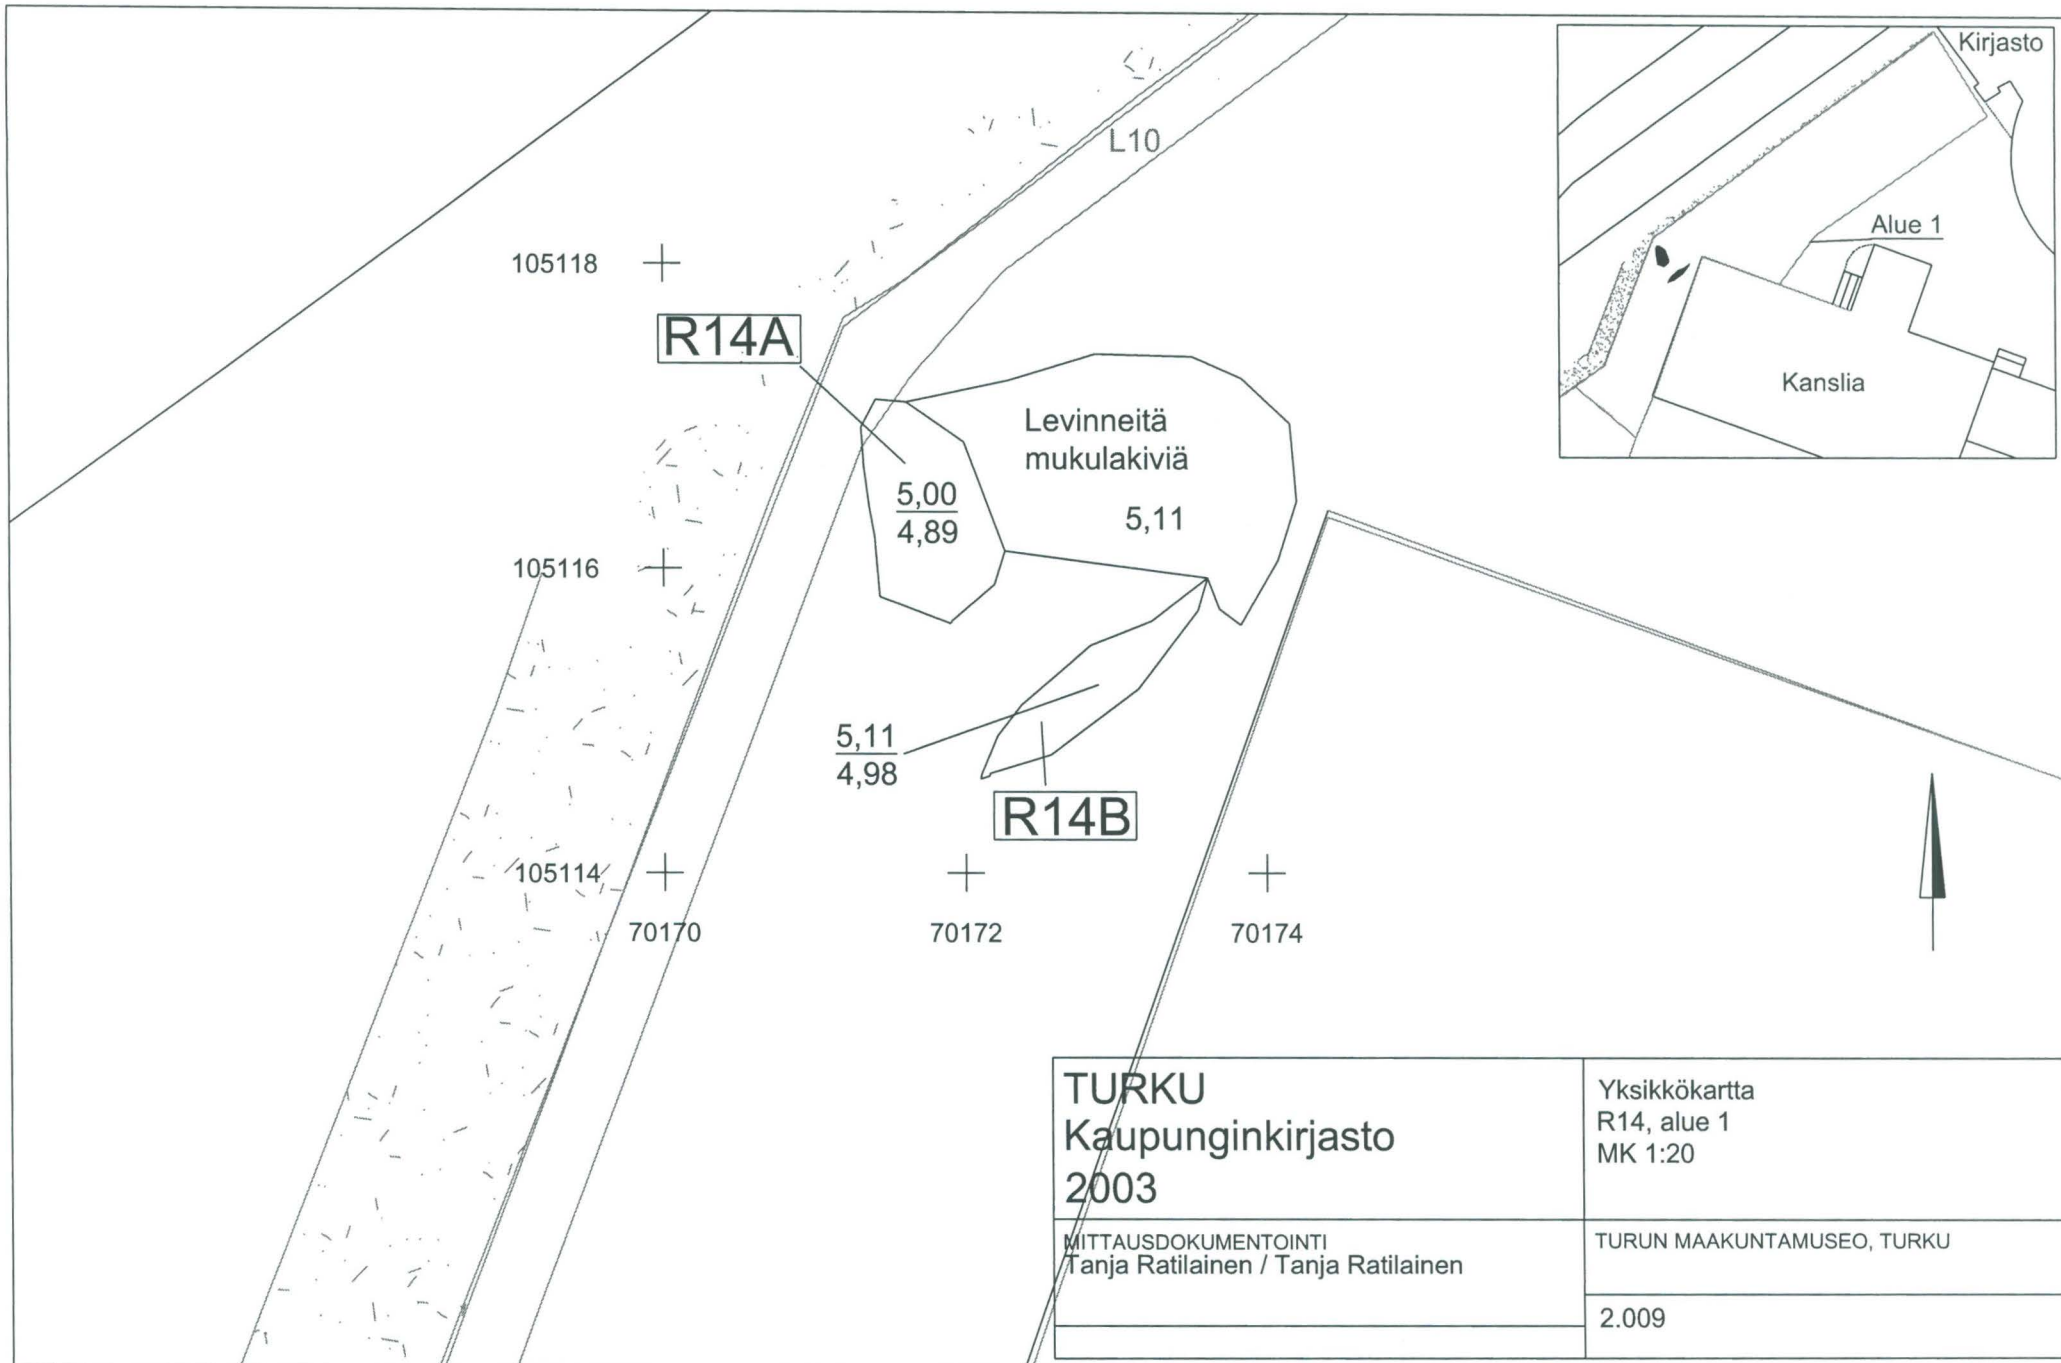 Kirjasto
L10
Alue 1
105118
R14A
Kanslia
Levinneitä
mukulakiviä
5,00
4,89
5,11
105116
5,11
4,98
R14B
105114
70170
70172
70174
TURKU
Kaupunginkirjasto
2003
Yksikkökartta
R14, alue 1
MK 1:20
MITTAUSDOKUMENTOINTI
Tanja Ratilainen / Tanja Ratilainen
TURUN MAAKUNTAMUSEO, TURKU
2.009